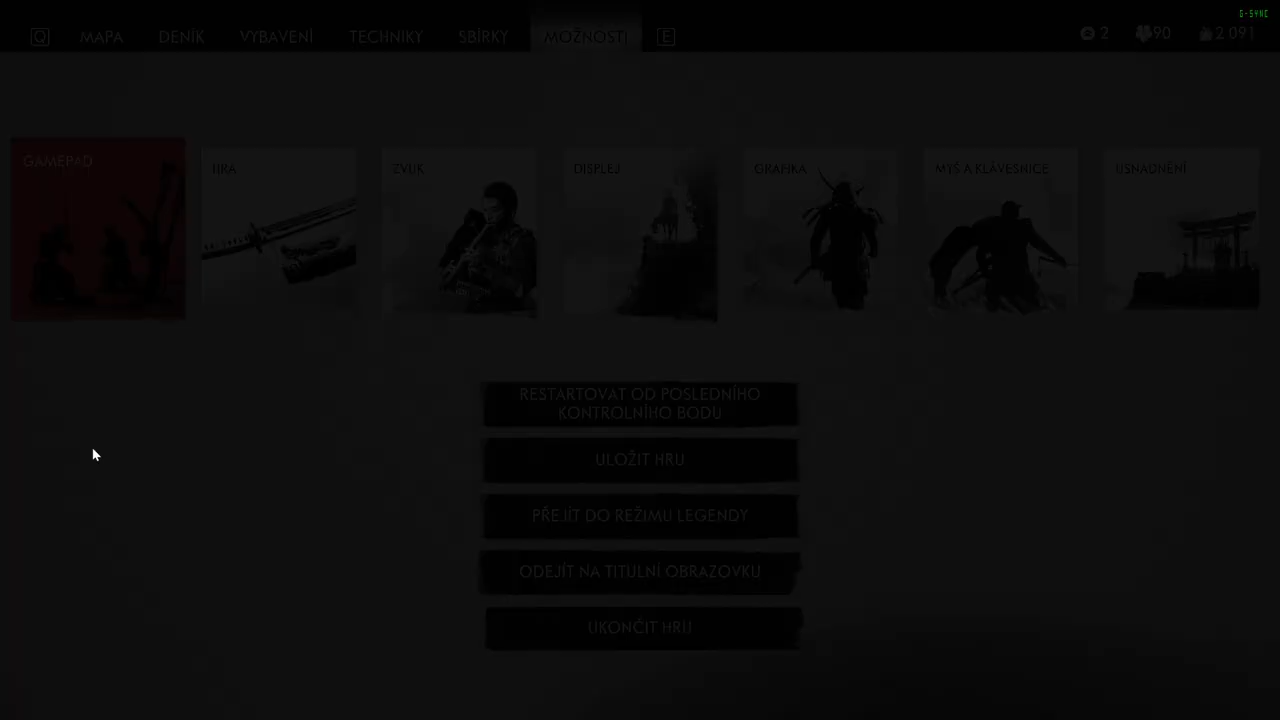 G-SYNC
Q MAPA DENÍK VYBAVENÍ TECHNIKY SBÍRKY MOŽNOSTI E 2 90 2 091
GAMEPAD HRA ZVUK DISPLEJ GRAFIKA MYŠ A KLÁVESNICE USNADNĚNÍ
RESTARTOVAT OD POSLEDNÍHO
KONTROLNÍHO BODU
ULOŽIT HRU
PŘEJÍT DO REŽIMU LEGENDY
ODEJÍT NA TITULNÍ OBRAZOVKU
UKONČIT HRU